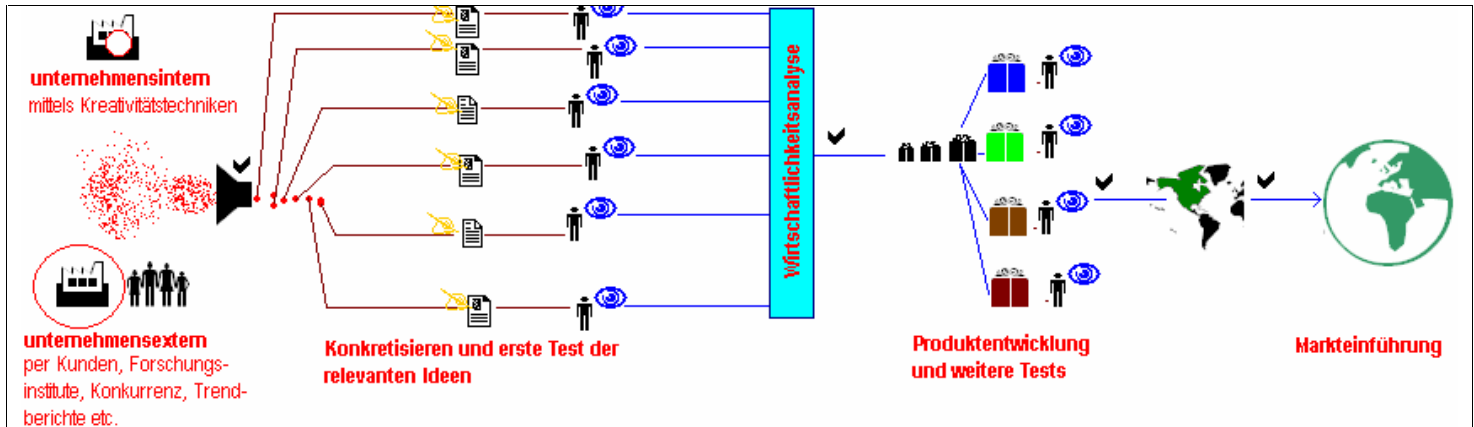 unternehmensintern
mittels Kreativitätstechniken
unternehmensextern
per Kunden, Forschungs-
institute, Konkurrenz, Trend-
berichte etc.
Konkretisieren und erste Test der
relevanten Ideen
Wirtschaftlichkeitsanalyse
Produktentwicklung
und weitere Tests
Markteinführung